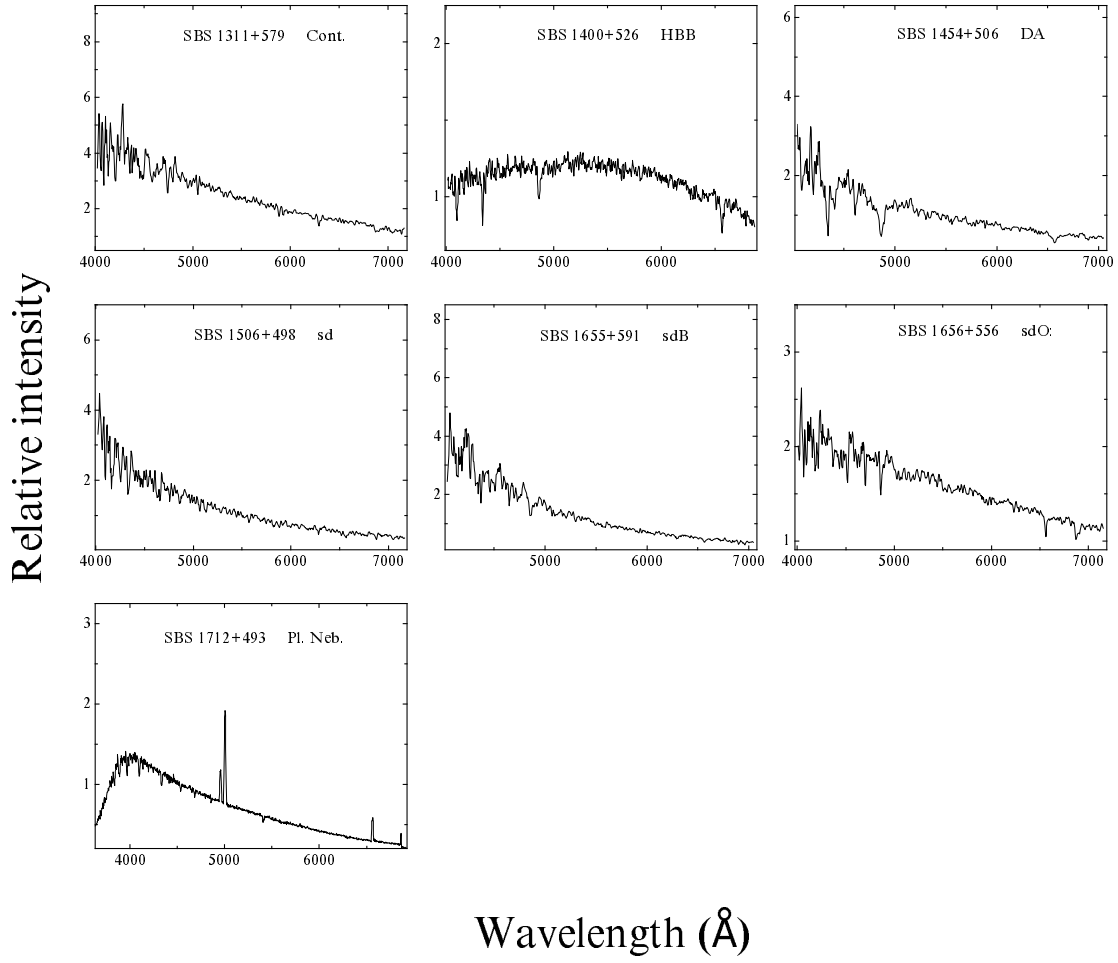 SBS 1311+579 Cont.
8
6
4
2
4000 5000 6000 7000
SBS 1400+526 HBB
2
1
4000 5000 6000
SBS 1454+506 DA
6
4
2
5000 6000 7000
Relative intensity
SBS 1506+498 sd
6
4
2
4000 5000 6000 7000
SBS 1655+591 sdB
8
6
4
2
5000 6000 7000
SBS 1656+556 sdO:
3
2
1
4000 5000 6000 7000
SBS 1712+493 Pl. Neb.
3
2
1
4000 5000 6000
Wavelength (Å)